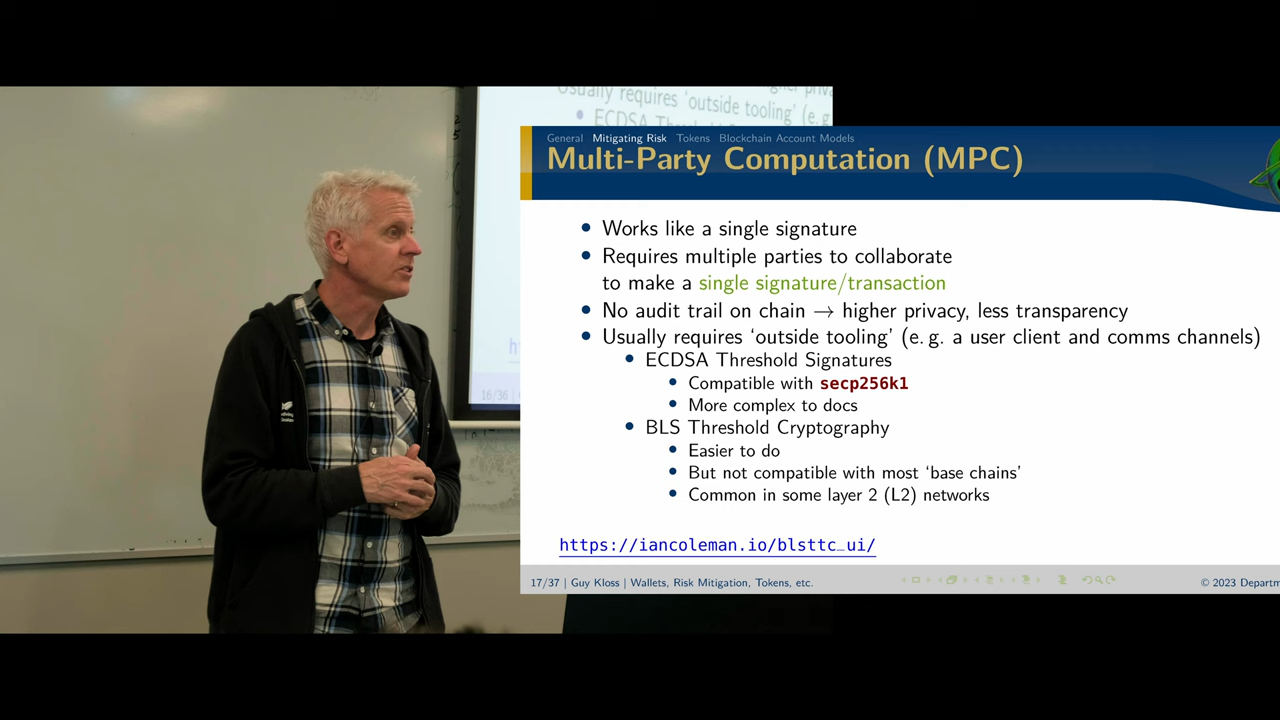 Usually requires 'outside tooling' (e. g.
General Mitigating Risk Tokens Blockchain Account Models
Multi-Party Computation (MPC)
• Works like a single signature
• Requires multiple parties to collaborate
to make a single signature/transaction
• No audit trail on chain → higher privacy, less transparency
• Usually requires ‘outside tooling’ (e. g. a user client and comms channels)
• ECDSA Threshold Signatures
• Compatible with secp256k1
• More complex to docs
• BLS Threshold Cryptography
• Easier to do
• But not compatible with most ‘base chains’
• Common in some layer 2 (L2) networks
https://iancoleman.io/blsttc_ui/
16/36
17/37 | Guy Kloss | Wallets, Risk Mitigation, Tokens, etc.
© 2023 Departm